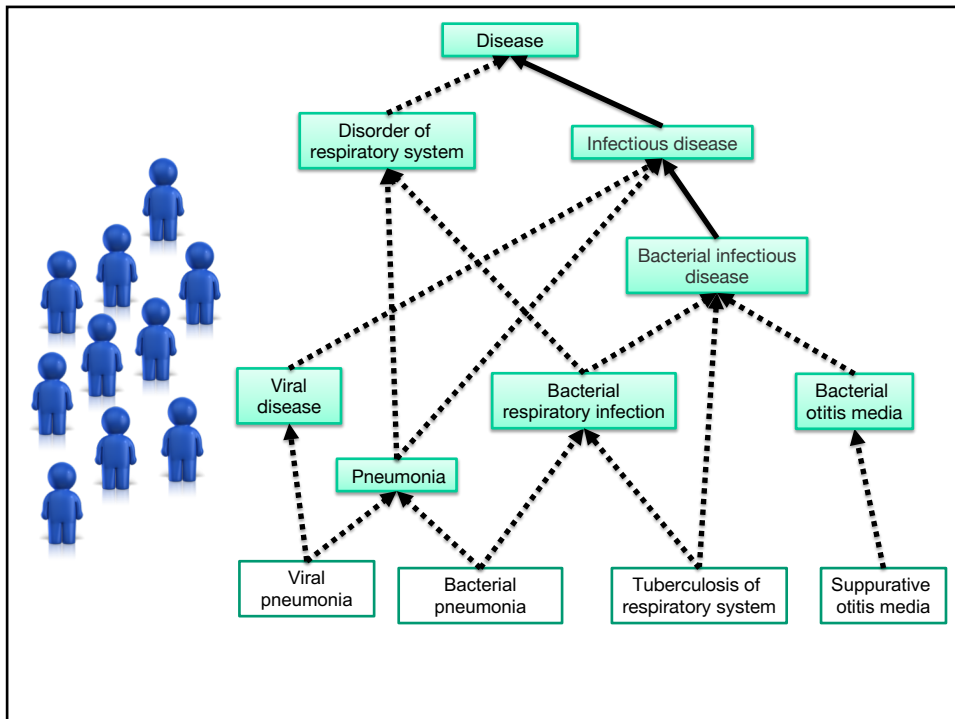 Disease
Disorder of
respiratory system
Infectious disease
Bacterial infectious
disease
Viral
disease
Bacterial
respiratory infection
Bacterial
otitis media
Pneumonia
Viral
pneumonia
Bacterial
pneumonia
Tuberculosis of
respiratory system
Suppurative
otitis media